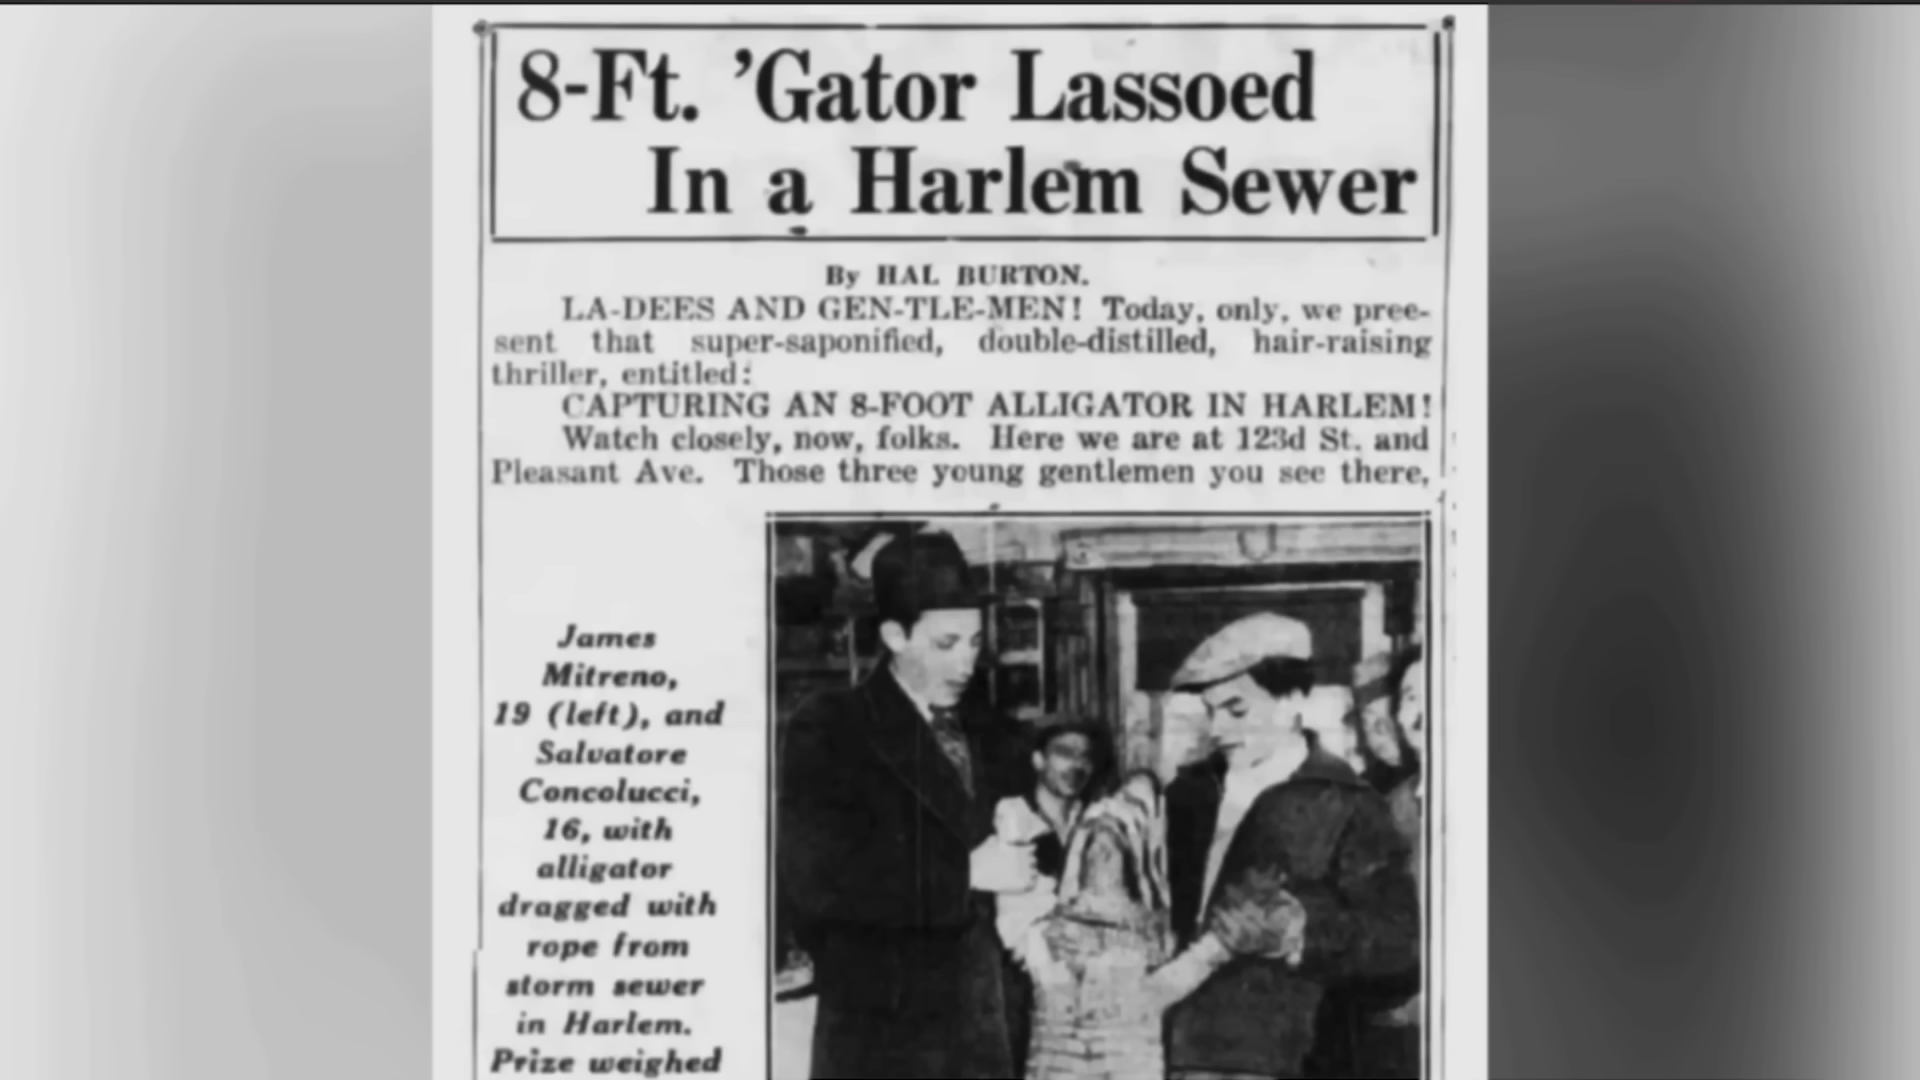 8-Ft. 'Gator Lassoed
In a Harlem Sewer
By HAL BURTON.
LA-DEES AND GEN-TLE-MEN! Today, only, we pree-
sent that super-saponified, double-distilled, hair-raising
thriller, entitled:
CAPTURING AN 8-FOOT ALLIGATOR IN HARLEM!
Watch closely, now, folks. Here we are at 123d St. and
Pleasant Ave. Those three young gentlemen you see there,
James
Mitreno,
19 (left), and
Salvatore
Concolucci,
16, with
alligator
dragged with
rope from
storm sewer
in Harlem.
Prize weighed